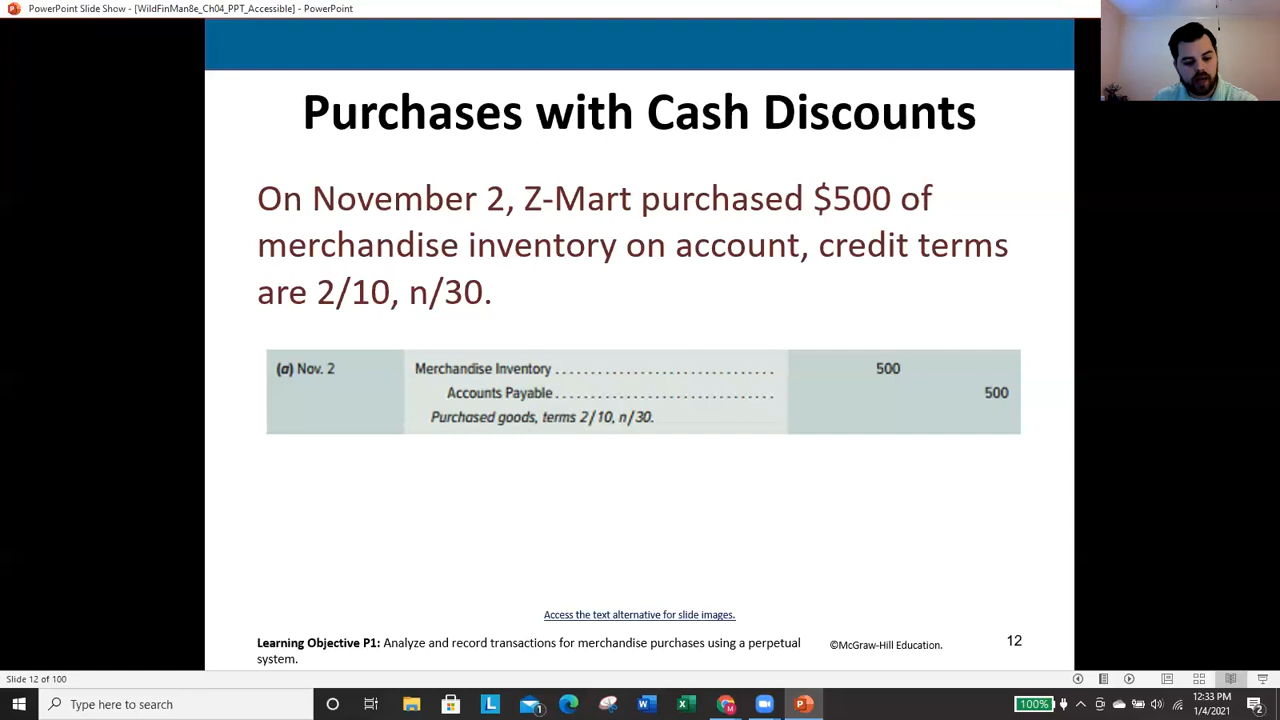 PowerPoint Slide Show - [WildFinMan8e_Ch04_PPT_Accessible] - PowerPoint
Purchases with Cash Discounts
On November 2, Z-Mart purchased $500 of
merchandise inventory on account, credit terms
are 2/10, n/30.
(a) Nov. 2 Merchandise Inventory . . . . . . . . . . . . . . . . . . . . . . . . . . . . . . 500
Accounts Payable . . . . . . . . . . . . . . . . . . . . . . . . . . . . . . 500
Purchased goods, terms 2/10, n/30.
Access the text alternative for slide images.
Learning Objective P1: Analyze and record transactions for merchandise purchases using a perpetual
system.
©McGraw-Hill Education.
12
Slide 12 of 100
Type here to search
100%
12:33 PM
1/4/2021